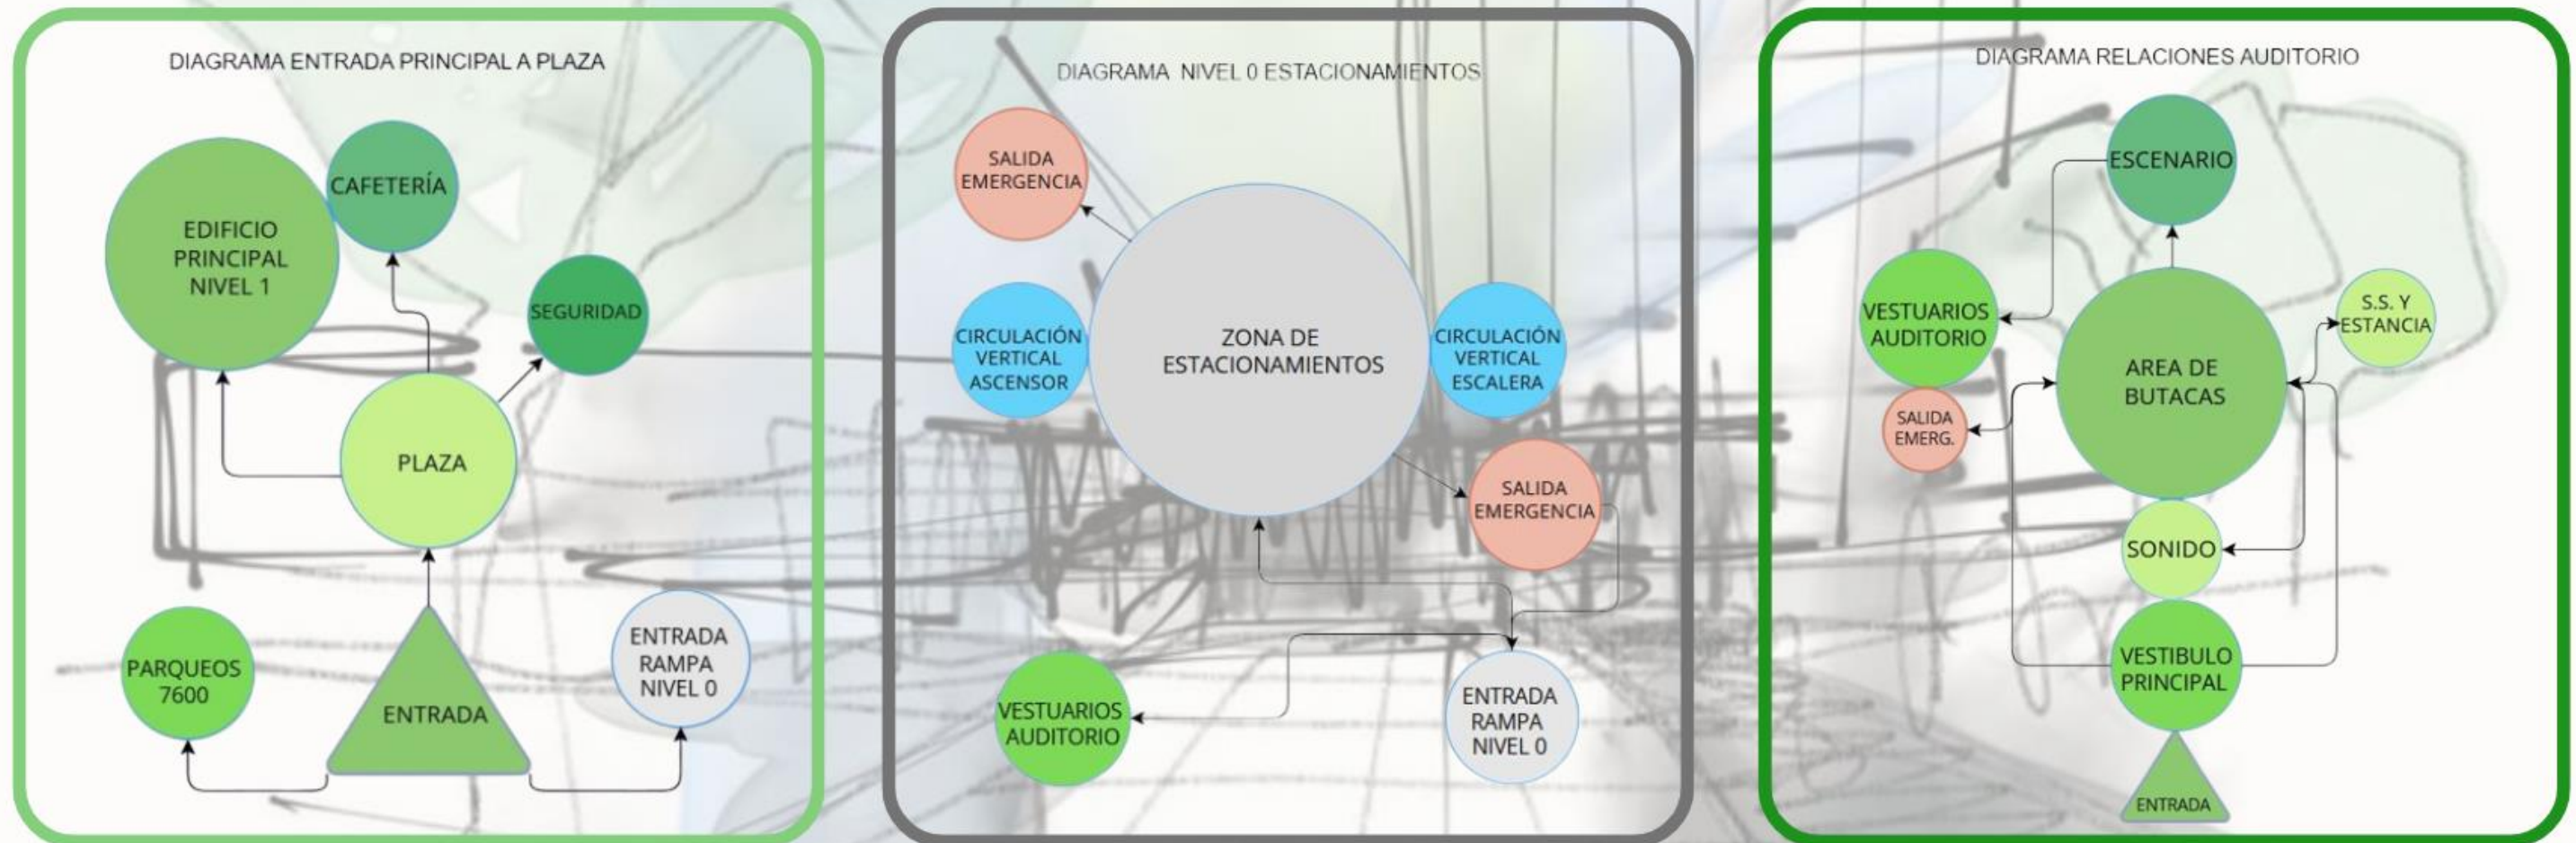 DIAGRAMA ENTRADA PRINCIPAL A PLAZA
CAFETERÍA
EDIFICIO
PRINCIPAL
NIVEL 1
SEGURIDAD
PLAZA
PARQUEOS
7600
ENTRADA
ENTRADA
RAMPA
NIVEL 0
DIAGRAMA NIVEL 0 ESTACIONAMIENTOS
SALIDA
EMERGENCIA
CIRCULACIÓN
VERTICAL
ASCENSOR
ZONA DE
ESTACIONAMIENTOS
CIRCULACIÓN
VERTICAL
ESCALERA
SALIDA
EMERGENCIA
VESTUARIOS
AUDITORIO
ENTRADA
RAMPA
NIVEL 0
DIAGRAMA RELACIONES AUDITORIO
ESCENARIO
VESTUARIOS
AUDITORIO
S.S. Y
ESTANCIA
AREA DE
BUTACAS
SALIDA
EMERG.
SONIDO
VESTIBULO
PRINCIPAL
ENTRADA